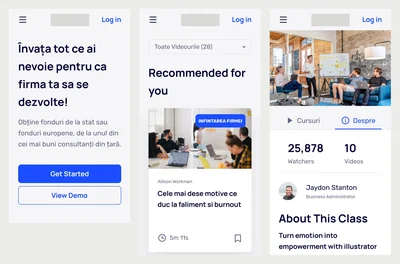 Log in
Învața tot ce ai
nevoie pentru ca
firma ta sa se
dezvolte!
Obține fonduri de la stat sau
fonduri europene, de la unul din
cei mai buni consultanți din țară.
Get Started
View Demo
Log in
Toate Videourile (28)
Recommended for
you
INFIINTAREA FIRMEI
Allison Workman
Cele mai dese motive ce
duc la faliment si burnout
5m 11s
Log in
Cursuri
Despre
25,878
10
Watchers
Videos
Jaydon Stanton
Business Administrator
About This Class
Turn emotion into
empowerment with illustrator